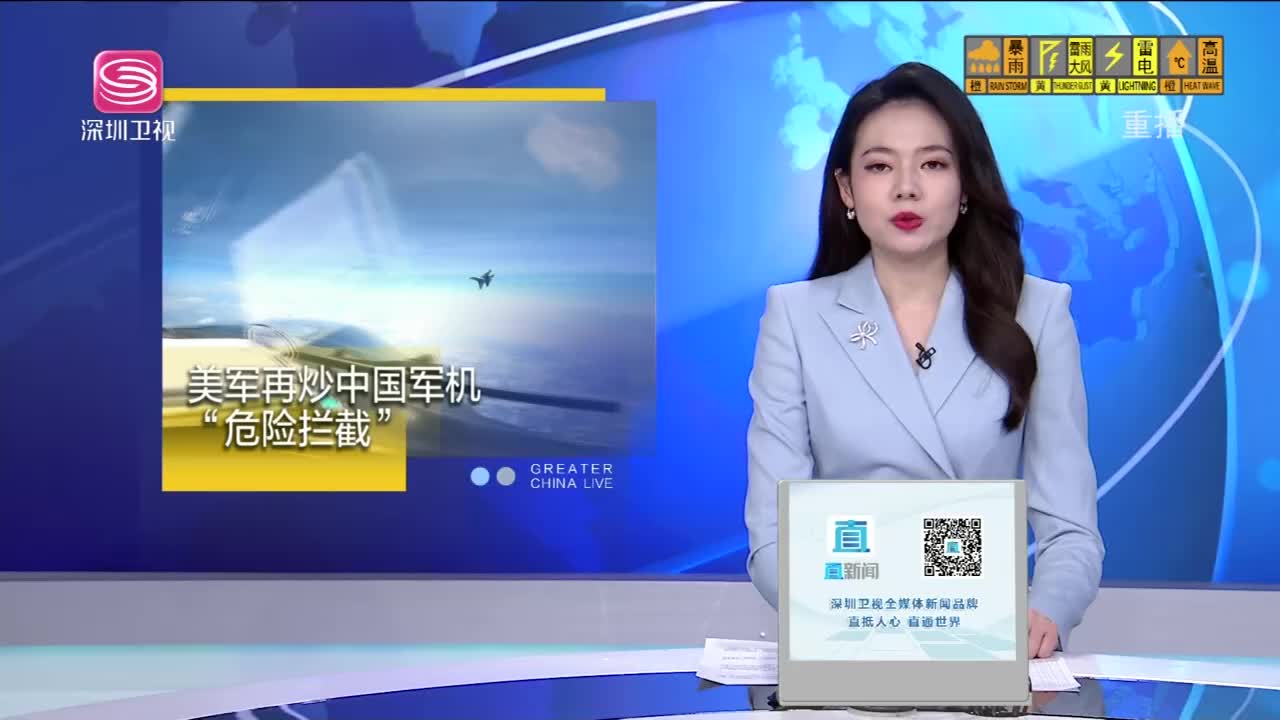 深圳卫视
美军再炒中国军机
“危险拦截”
GREATER
CHINA LIVE
暴雨
橙 RAIN STORM
雷雨大风
黄 THUNDER GUST
雷电
黄 LIGHTNING
℃
高温
橙 HEAT WAVE
重播
直
直新闻
深圳卫视全媒体新闻品牌
直抵人心 直通世界